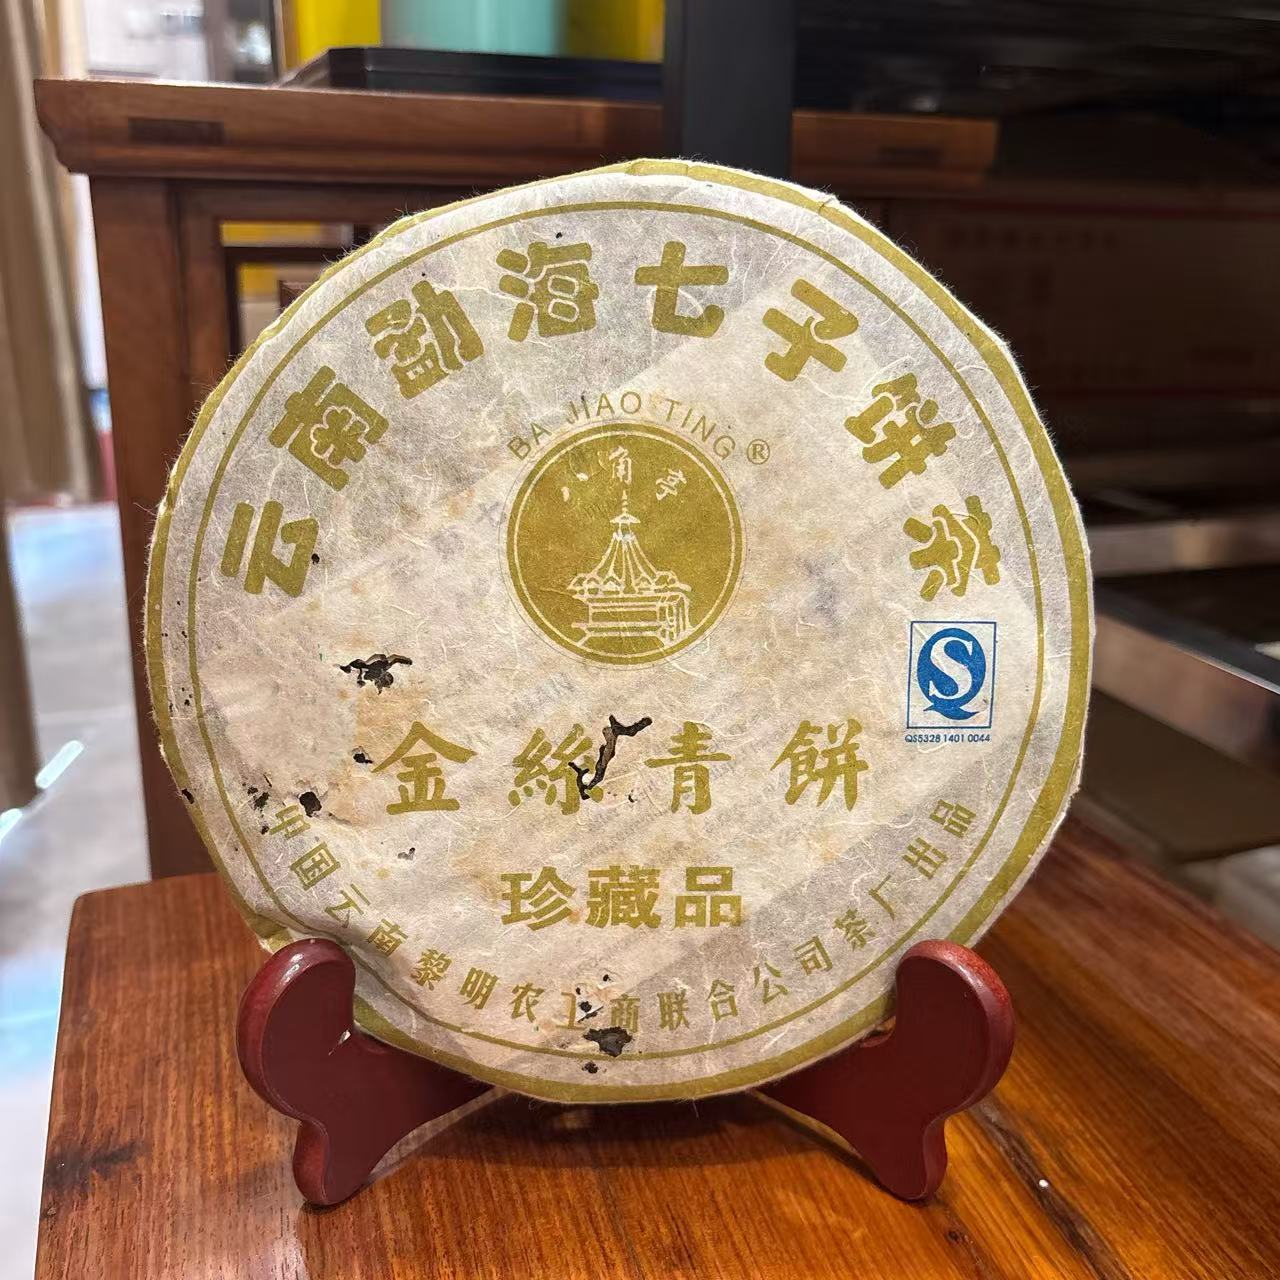 云南勐海七子饼茶
BA JIAO TING®
八角亭
QS5328 1401 0044
金絲青餅
珍藏品
中国云南黎明农工商联合公司茶厂出品